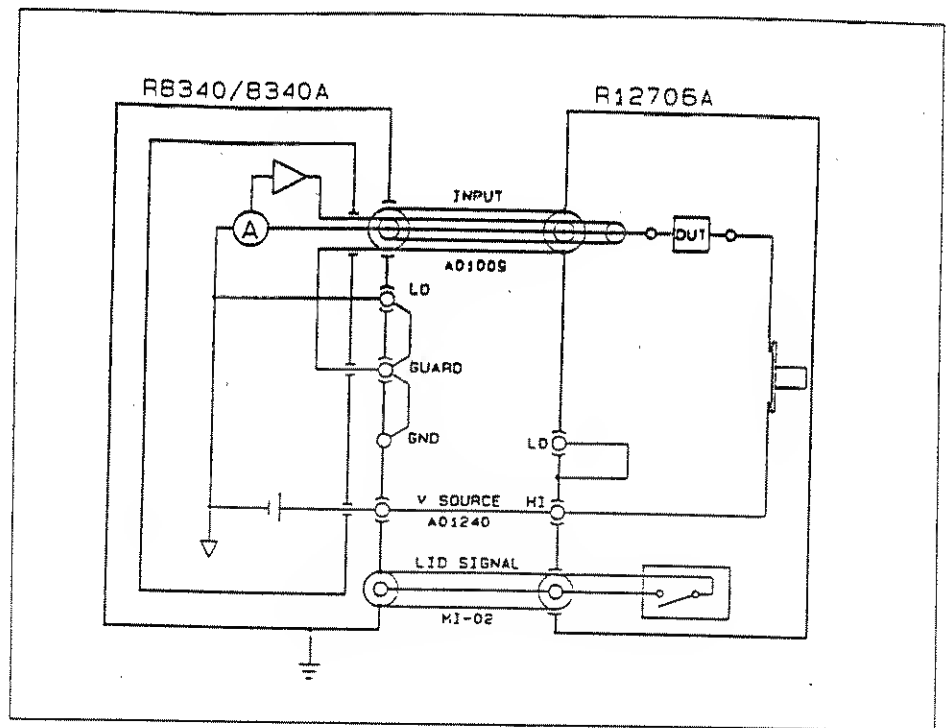 R8340/8340A
R12706A
INPUT
A
DUT
A01009
LO
GUARD
GND
LO
V SOURCE
HI
A01240
LID SIGNAL
MI-02